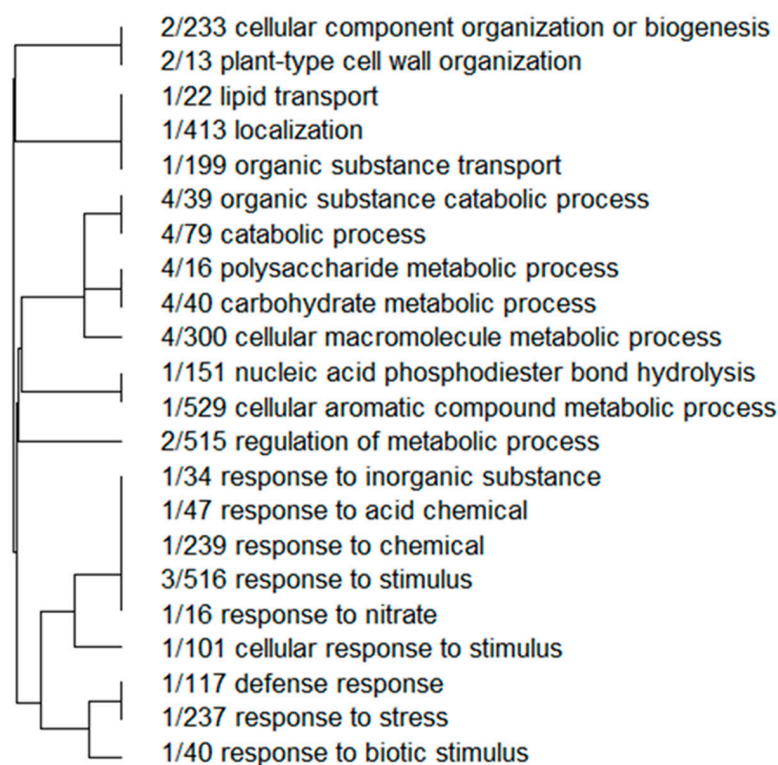 2/233 cellular component organization or biogenesis
2/13 plant-type cell wall organization
1/22 lipid transport
1/413 localization
1/199 organic substance transport
4/39 organic substance catabolic process
4/79 catabolic process
4/16 polysaccharide metabolic process
4/40 carbohydrate metabolic process
4/300 cellular macromolecule metabolic process
1/151 nucleic acid phosphodiester bond hydrolysis
1/529 cellular aromatic compound metabolic process
2/515 regulation of metabolic process
1/34 response to inorganic substance
1/47 response to acid chemical
1/239 response to chemical
3/516 response to stimulus
1/16 response to nitrate
1/101 cellular response to stimulus
1/117 defense response
1/237 response to stress
1/40 response to biotic stimulus